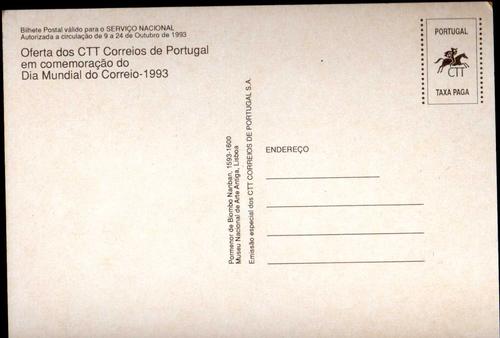 Bilhete Postal válido para o SERVIÇO NACIONAL
Autorizada a circulação de 9 a 24 de Outubro de 1993
Oferta dos CTT Correios de Portugal
em comemoração do
Dia Mundial do Correio-1993
PORTUGAL
CTT
TAXA PAGA
Pormenor de Biombo Nanban, 1593-1600
Museu Nacional de Arte Antiga, Lisboa
Emissão especial dos CTT CORREIOS DE PORTUGAL S.A.
ENDEREÇO